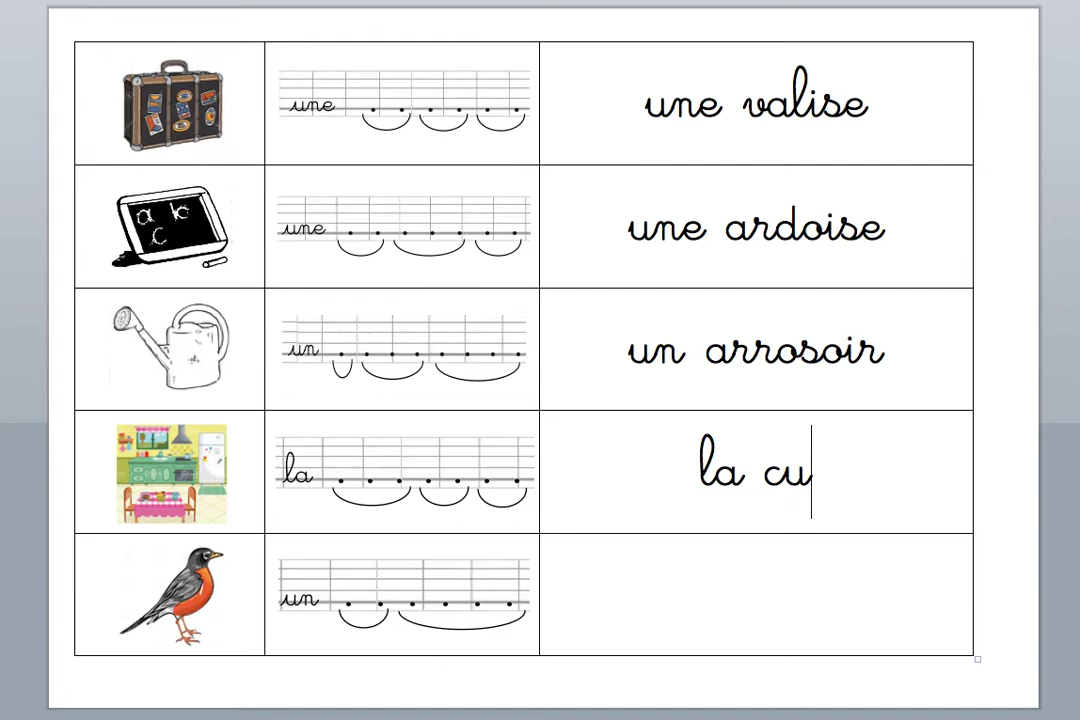 une
une valise
a b
c
une
une ardoise
un
un arrosoir
la
la cu
un